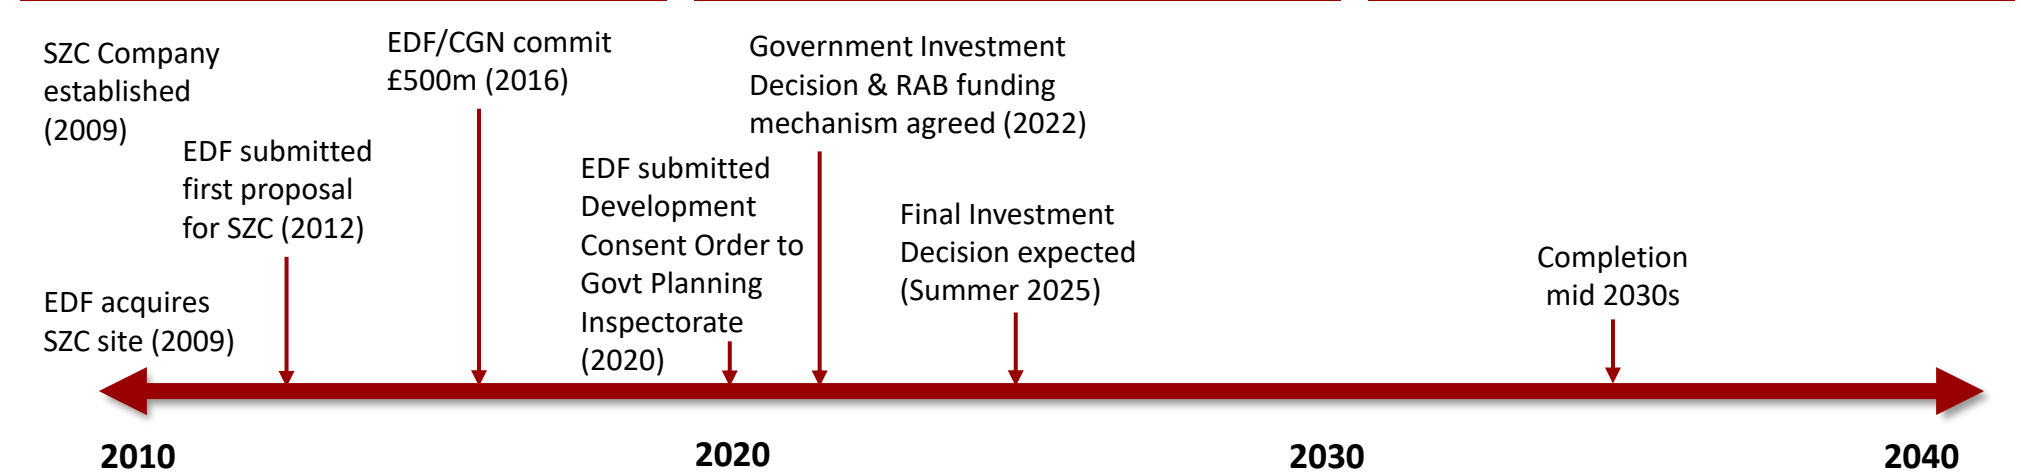 SZC Company
established
(2009)
EDF acquires
SZC site (2009)
EDF submitted
first proposal
for SZC (2012)
EDF/CGN commit
£500m (2016)
EDF submitted
Development
Consent Order to
Govt Planning
Inspectorate
(2020)
Government Investment
Decision & RAB funding
mechanism agreed (2022)
Final Investment
Decision expected
(Summer 2025)
Completion
mid 2030s
2010
2020
2030
2040